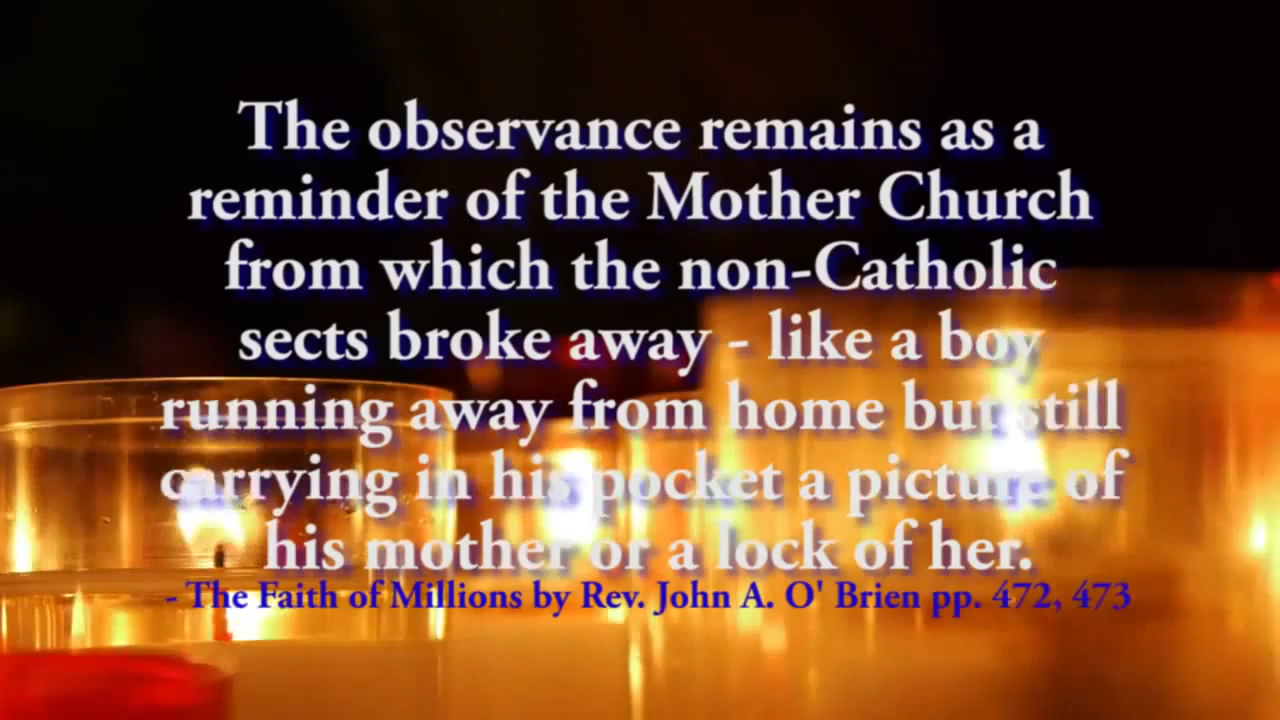 The observance remains as a
reminder of the Mother Church
from which the non-Catholic
sects broke away - like a boy
running away from home but still
carrying in his pocket a picture of
his mother or a lock of her.
- The Faith of Millions by Rev. John A. O' Brien pp. 472, 473